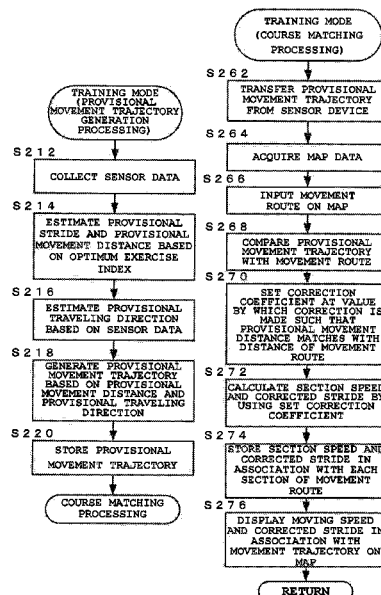 TRAINING MODE
(PROVISIONAL
MOVEMENT TRAJECTORY
GENERATION
PROCESSING)
S212
COLLECT SENSOR DATA
S214
ESTIMATE PROVISIONAL
STRIDE AND PROVISIONAL
MOVEMENT DISTANCE BASED
ON OPTIMUM EXERCISE
INDEX
S216
ESTIMATE PROVISIONAL
TRAVELING DIRECTION
BASED ON SENSOR DATA
S218
GENERATE PROVISIONAL
MOVEMENT TRAJECTORY
BASED ON PROVISIONAL
MOVEMENT DISTANCE AND
PROVISIONAL TRAVELING
DIRECTION
S220
STORE PROVISIONAL
MOVEMENT TRAJECTORY
COURSE MATCHING
PROCESSING
TRAINING MODE
(COURSE MATCHING
PROCESSING)
S262
TRANSFER PROVISIONAL
MOVEMENT TRAJECTORY
FROM SENSOR DEVICE
S264
ACQUIRE MAP DATA
S266
INPUT MOVEMENT
ROUTE ON MAP
S268
COMPARE PROVISIONAL
MOVEMENT TRAJECTORY
WITH MOVEMENT ROUTE
S270
SET CORRECTION
COEFFICIENT AT VALUE
BY WHICH CORRECTION IS
MADE SUCH THAT
PROVISIONAL MOVEMENT
DISTANCE MATCHES WITH
DISTANCE OF MOVEMENT
ROUTE
S272
CALCULATE SECTION SPEED
AND CORRECTED STRIDE BY
USING SET CORRECTION
COEFFICIENT
S274
STORE SECTION SPEED AND
CORRECTED STRIDE IN
ASSOCIATION WITH EACH
SECTION OF MOVEMENT
ROUTE
S276
DISPLAY MOVING SPEED
AND CORRECTED STRIDE IN
ASSOCIATION WITH
MOVEMENT TRAJECTORY ON
MAP
RETURN